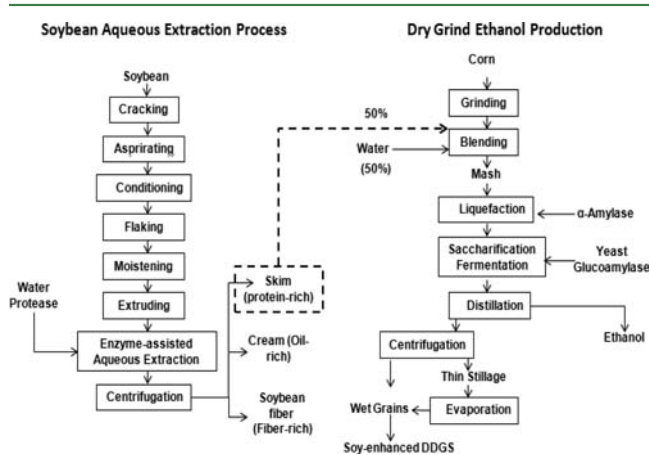 Soybean Aqueous Extraction Process
Soybean
Cracking
Asprirating
Conditioning
Flaking
Moistening
Water
Protease
Extruding
Enzyme-assisted
Aqueous Extraction
Centrifugation
Skim
(protein-rich)
Cream (Oil-
rich)
Soybean
fiber
(Fiber-rich)
Dry Grind Ethanol Production
Corn
Grinding
50%
Blending
Water
(50%)
Mash
Liquefaction
α-Amylase
Saccharification
Fermentation
Yeast
Glucoamylase
Distillation
Ethanol
Centrifugation
Thin Stillage
Wet Grains
Evaporation
Soy-enhanced DDGS